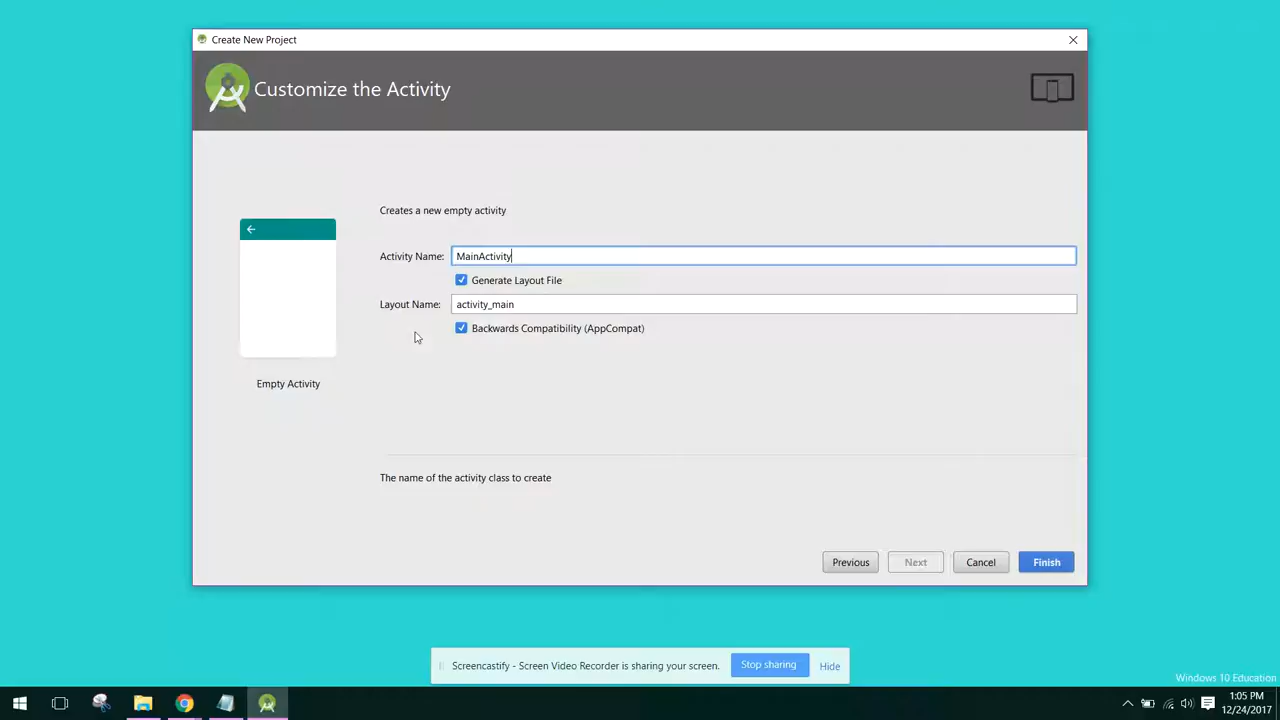 Create New Project
Customize the Activity
Creates a new empty activity
Activity Name: MainActivity
Generate Layout File
Layout Name: activity_main
Backwards Compatibility (AppCompat)
Empty Activity
The name of the activity class to create
Previous Next Cancel Finish
Screencastify - Screen Video Recorder is sharing your screen. Stop sharing Hide
Windows 10 Education
1:05 PM
12/24/2017